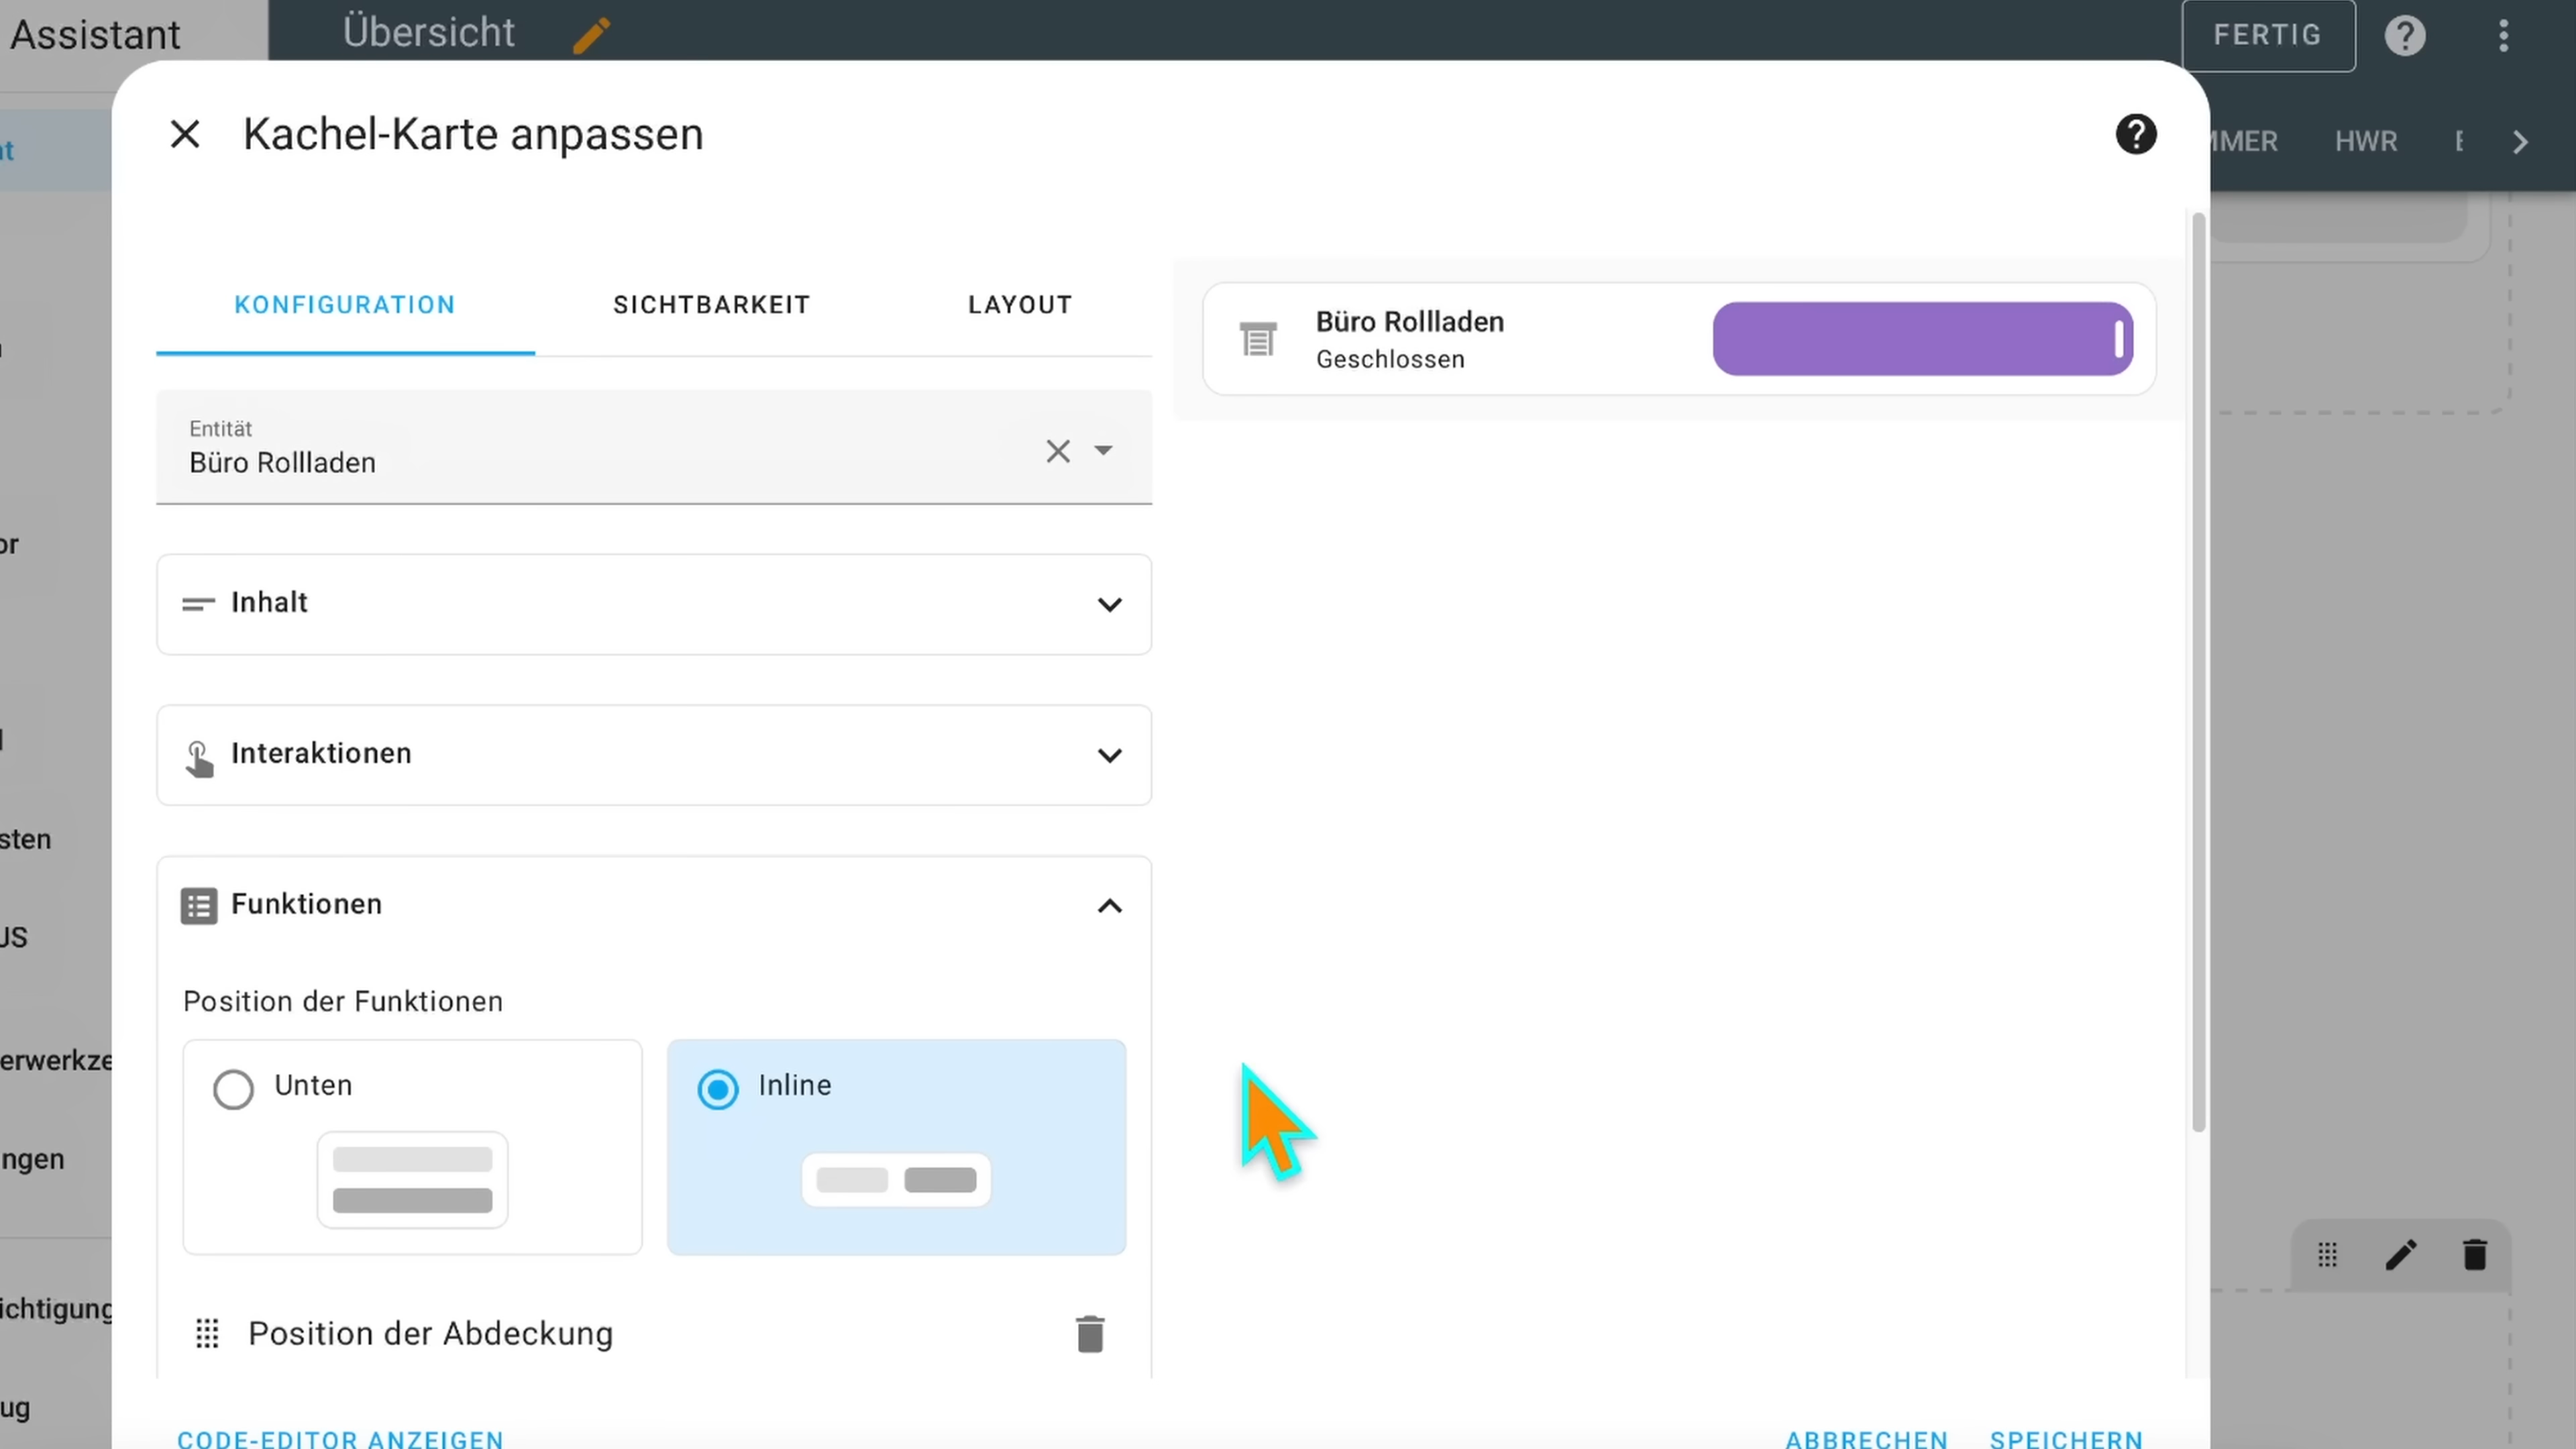 Assistant
Übersicht
FERTIG
Kachel-Karte anpassen
HWR
KONFIGURATION
SICHTBARKEIT
LAYOUT
Entität
Büro Rollladen
Büro Rollladen
Geschlossen
Inhalt
Interaktionen
Funktionen
Position der Funktionen
Unten
Inline
Position der Abdeckung
CODE-EDITOR ANZEIGEN
ABBRECHEN
SPEICHERN